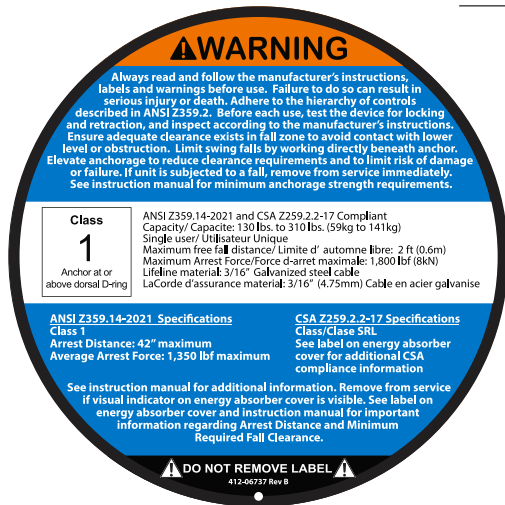 WARNING
Always read and follow the manufacturer's instructions,
labels and warnings before use. Failure to do so can result in
serious injury or death. Adhere to the hierarchy of controls
described in ANSI Z359.2. Before each use, test the device for locking
and retraction, and inspect according to the manufacturer's instructions.
Ensure adequate clearance exists in fall zone to avoid contact with lower
level or obstruction. Limit swing falls by working directly beneath anchor.
Elevate anchorage to reduce clearance requirements and to limit risk of damage
or failure. If unit is subjected to a fall, remove from service immediately.
See instruction manual for minimum anchorage strength requirements.
Class
1
Anchor at or
above dorsal D-ring
ANSI Z359.14-2021 and CSA Z259.2.2-17 Compliant
Capacity/ Capacite: 130 lbs. to 310 lbs. (59kg to 141kg)
Single user/ Utilisateur Unique
Maximum free fall distance/ Limite d' automne libre: 2 ft (0.6m)
Maximum Arrest Force/Force d-arret maximale: 1,800 lbf (8kN)
Lifeline material: 3/16" Galvanized steel cable
LaCorde d'assurance material: 3/16" (4.75mm) Cable en acier galvanise
ANSI Z359.14-2021 Specifications
Class 1
Arrest Distance: 42" maximum
Average Arrest Force: 1,350 lbf maximum
CSA Z259.2.2-17 Specifications
Class/Clase SRL
See label on energy absorber
cover for additional CSA
compliance information
See instruction manual for additional information. Remove from service
if visual indicator on energy absorber cover is visible. See label on
energy absorber cover and instruction manual for important
information regarding Arrest Distance and Minimum
Required Fall Clearance.
DO NOT REMOVE LABEL
412-06737 Rev B